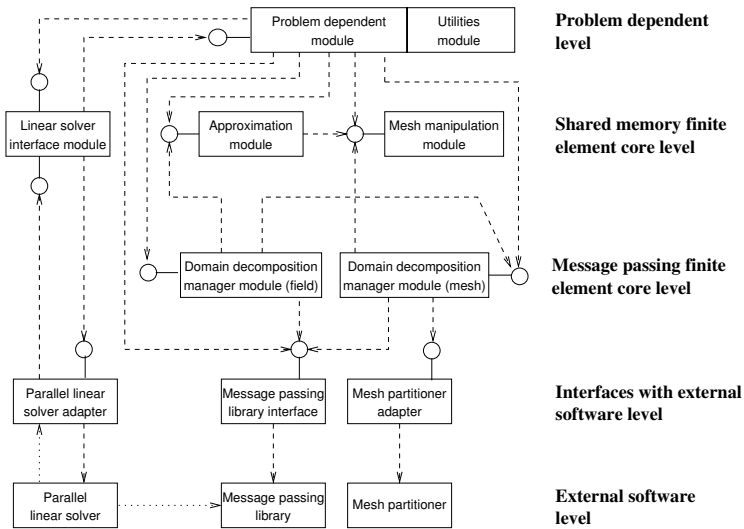 Problem dependent
module
Utilities
module
Problem dependent
level
Linear solver
interface module
Approximation
module
Mesh manipulation
module
Shared memory finite
element core level
Domain decomposition
manager module (field)
Domain decomposition
manager module (mesh)
Message passing finite
element core level
Parallel linear
solver adapter
Message passing
library interface
Mesh partitioner
adapter
Interfaces with external
software level
Parallel
linear solver
Message passing
library
Mesh partitioner
External software
level